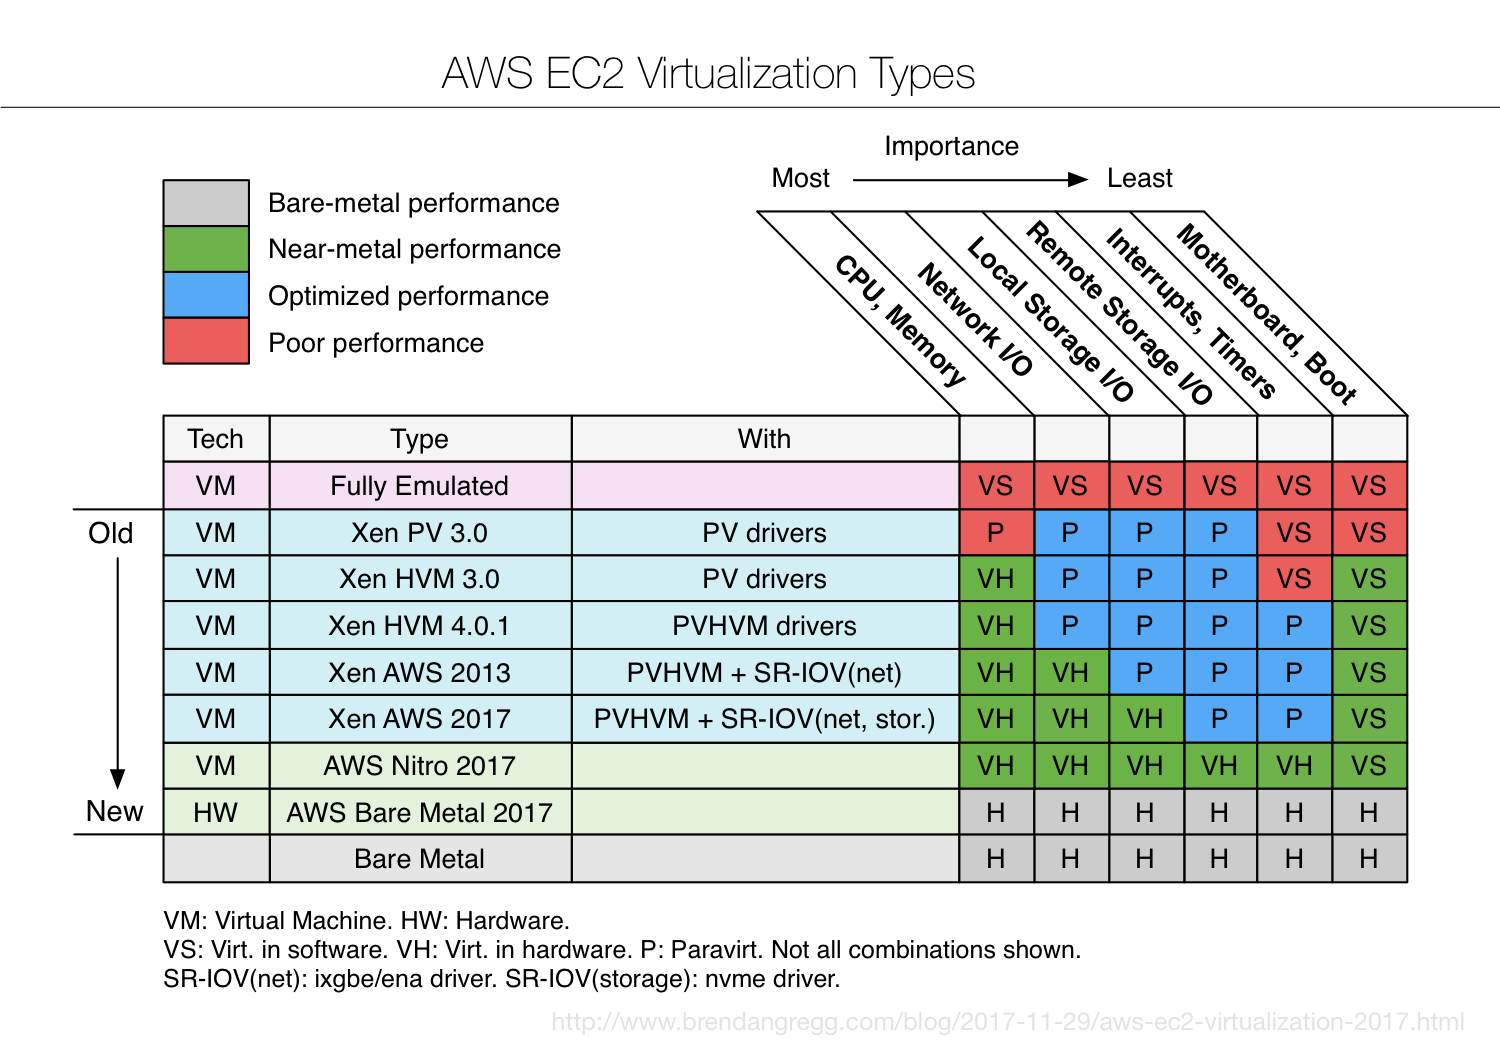 AWS EC2 Virtualization Types
Importance
Most Least
Bare-metal performance
Near-metal performance
Optimized performance
Poor performance
CPU, Memory
Network I/O
Local Storage I/O
Remote Storage I/O
Interrupts, Timers
Motherboard, Boot
Tech Type With
VM Fully Emulated VS VS VS VS VS VS
Old VM Xen PV 3.0 PV drivers P P P P VS VS
VM Xen HVM 3.0 PV drivers VH P P P VS VS
VM Xen HVM 4.0.1 PVHVM drivers VH P P P P VS
VM Xen AWS 2013 PVHVM + SR-IOV(net) VH VH P P P VS
VM Xen AWS 2017 PVHVM + SR-IOV(net, stor.) VH VH VH P P VS
VM AWS Nitro 2017 VH VH VH VH VH VS
New HW AWS Bare Metal 2017 H H H H H H
Bare Metal H H H H H H
VM: Virtual Machine. HW: Hardware.
VS: Virt. in software. VH: Virt. in hardware. P: Paravirt. Not all combinations shown.
SR-IOV(net): ixgbe/ena driver. SR-IOV(storage): nvme driver.
http://www.brendangregg.com/blog/2017-11-29/aws-ec2-virtualization-2017.html